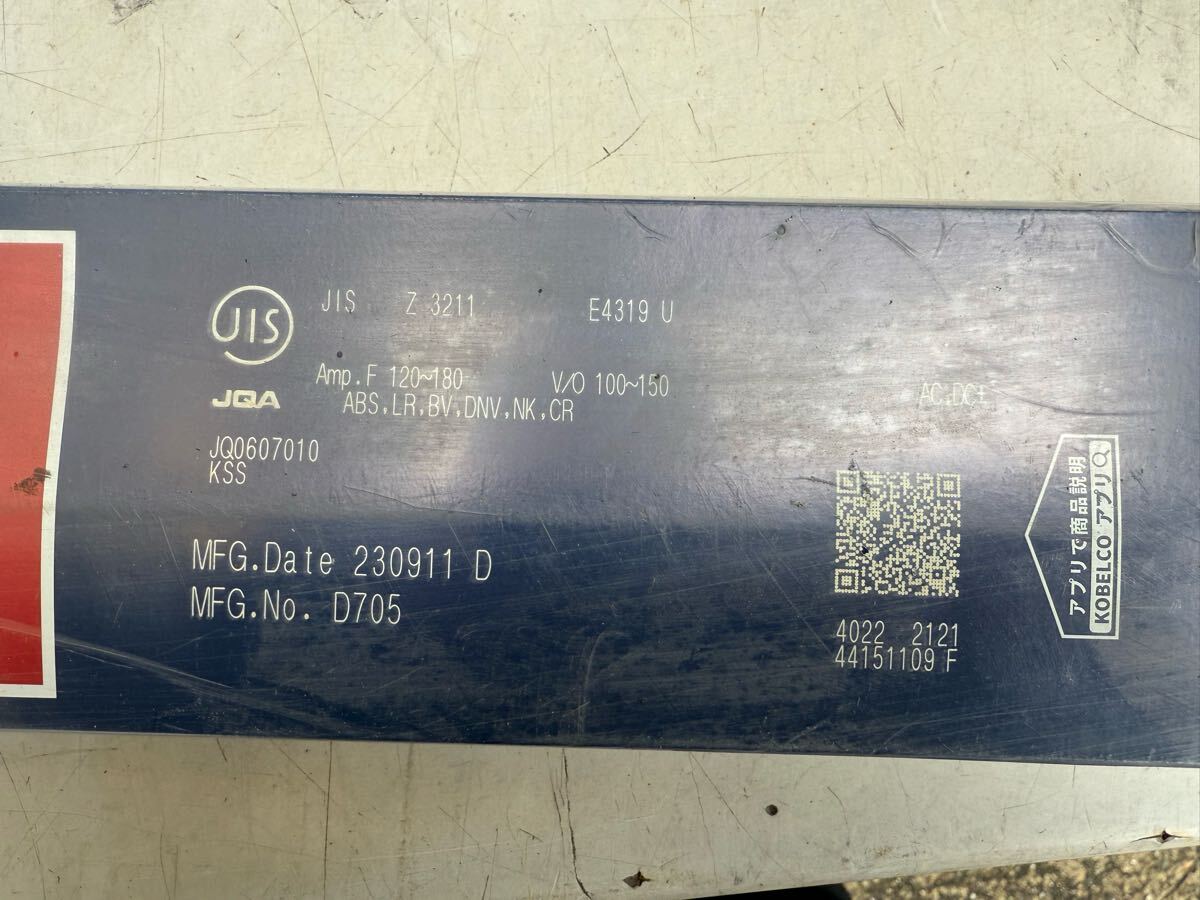 JIS
JIS Z 3211 E4319 U
JQA
Amp.F 120~180 V/O 100~150 AC,DC±
ABS,LR,BV,DNV,NK,CR
JQ0607010
KSS
MFG.Date 230911 D
MFG.No. D705
4022 2121
44151109 F
アプリで商品説明
KOBELCO アプリ